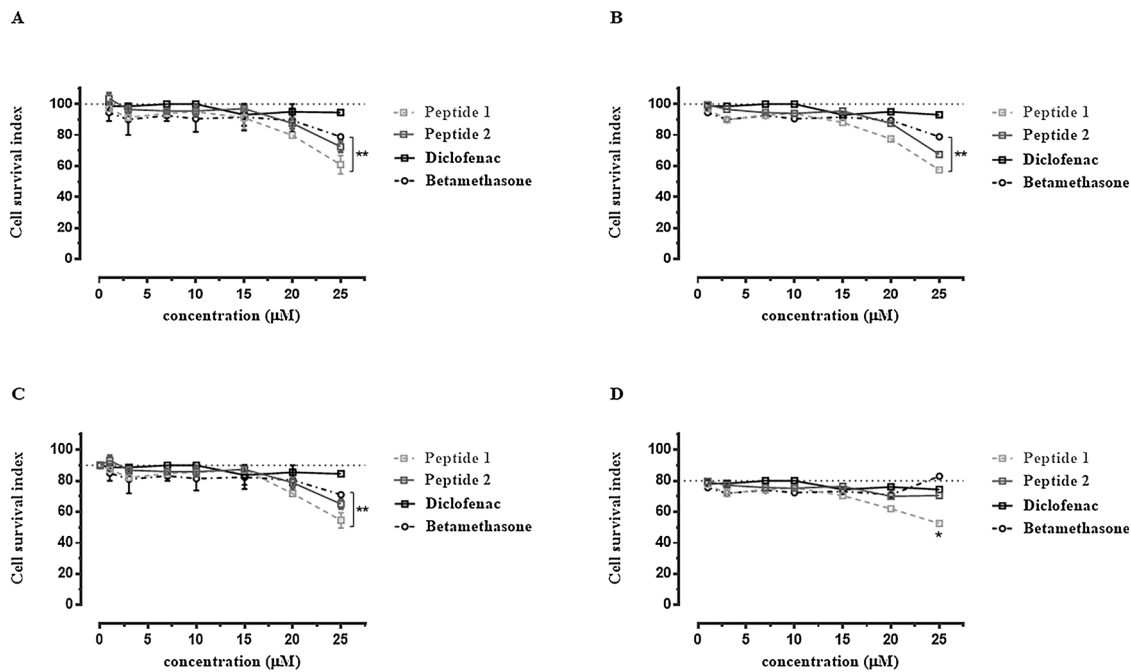 A
Cell survival index
100
80
60
40
20
0
0 5 10 15 20 25
concentration (µM)
Peptide 1
Peptide 2
Diclofenac
Betamethasone
**
B
Cell survival index
100
80
60
40
20
0
0 5 10 15 20 25
concentration (µM)
Peptide 1
Peptide 2
Diclofenac
Betamethasone
**
C
Cell survival index
100
80
60
40
20
0
0 5 10 15 20 25
concentration (µM)
Peptide 1
Peptide 2
Diclofenac
Betamethasone
**
D
Cell survival index
100
80
60
40
20
0
0 5 10 15 20 25
concentration (µM)
Peptide 1
Peptide 2
Diclofenac
Betamethasone
*